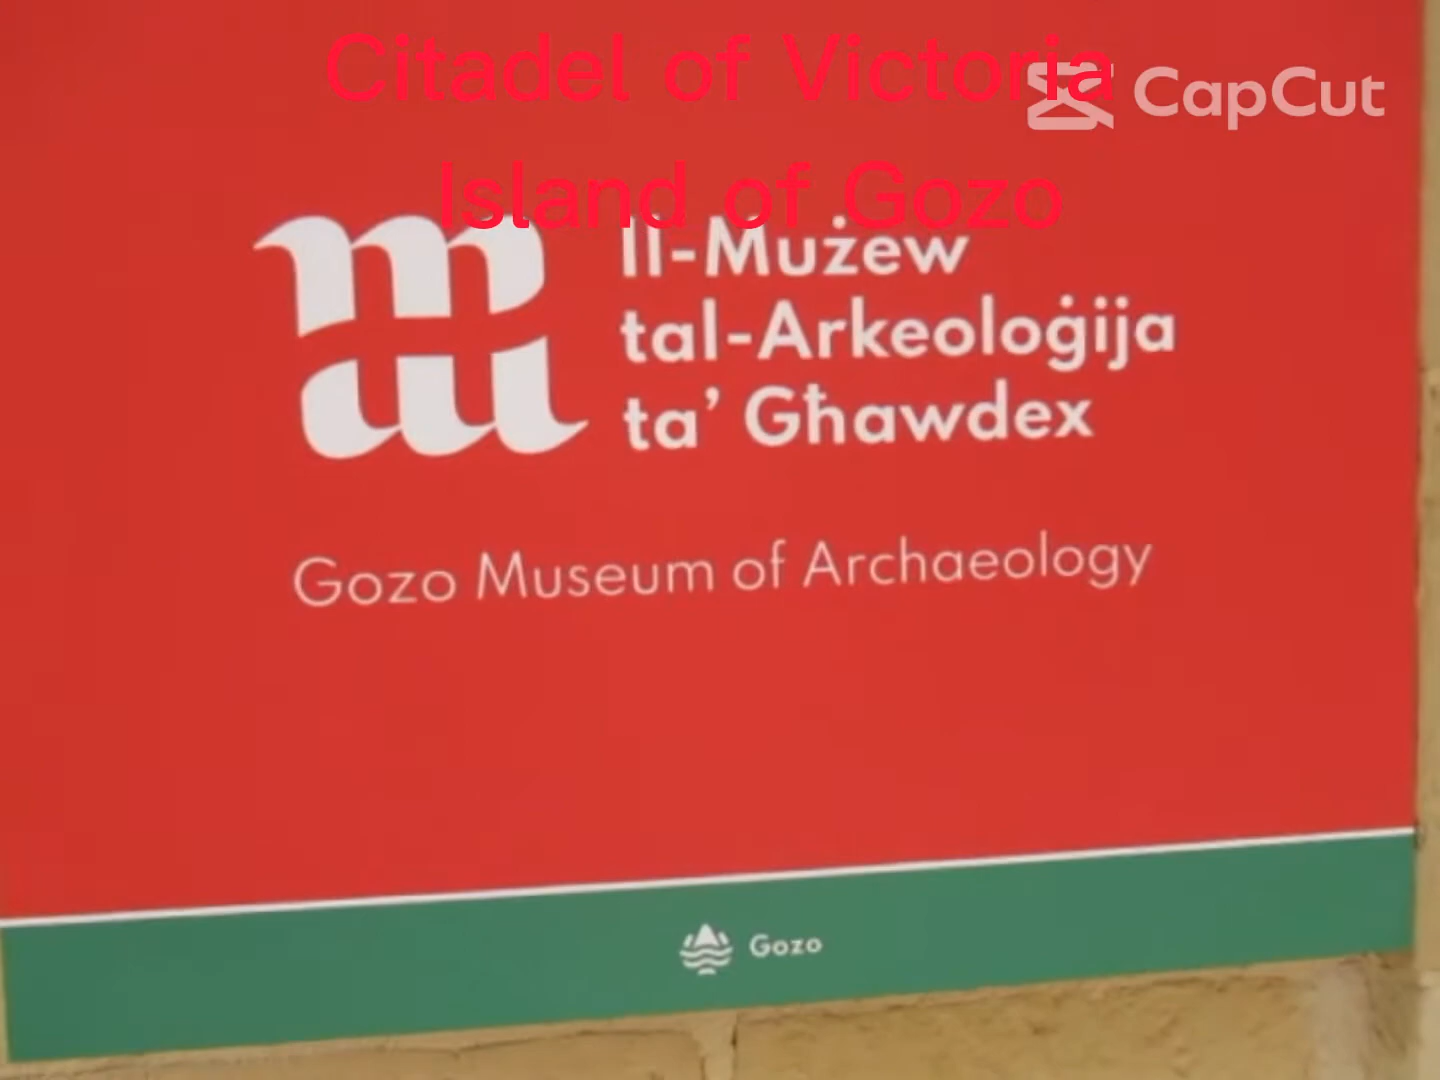 Citadel of Victoria
CapCut
Island of Gozo
Il-Mużew
tal-Arkeoloġija
ta’ Għawdex
Gozo Museum of Archaeology
Gozo